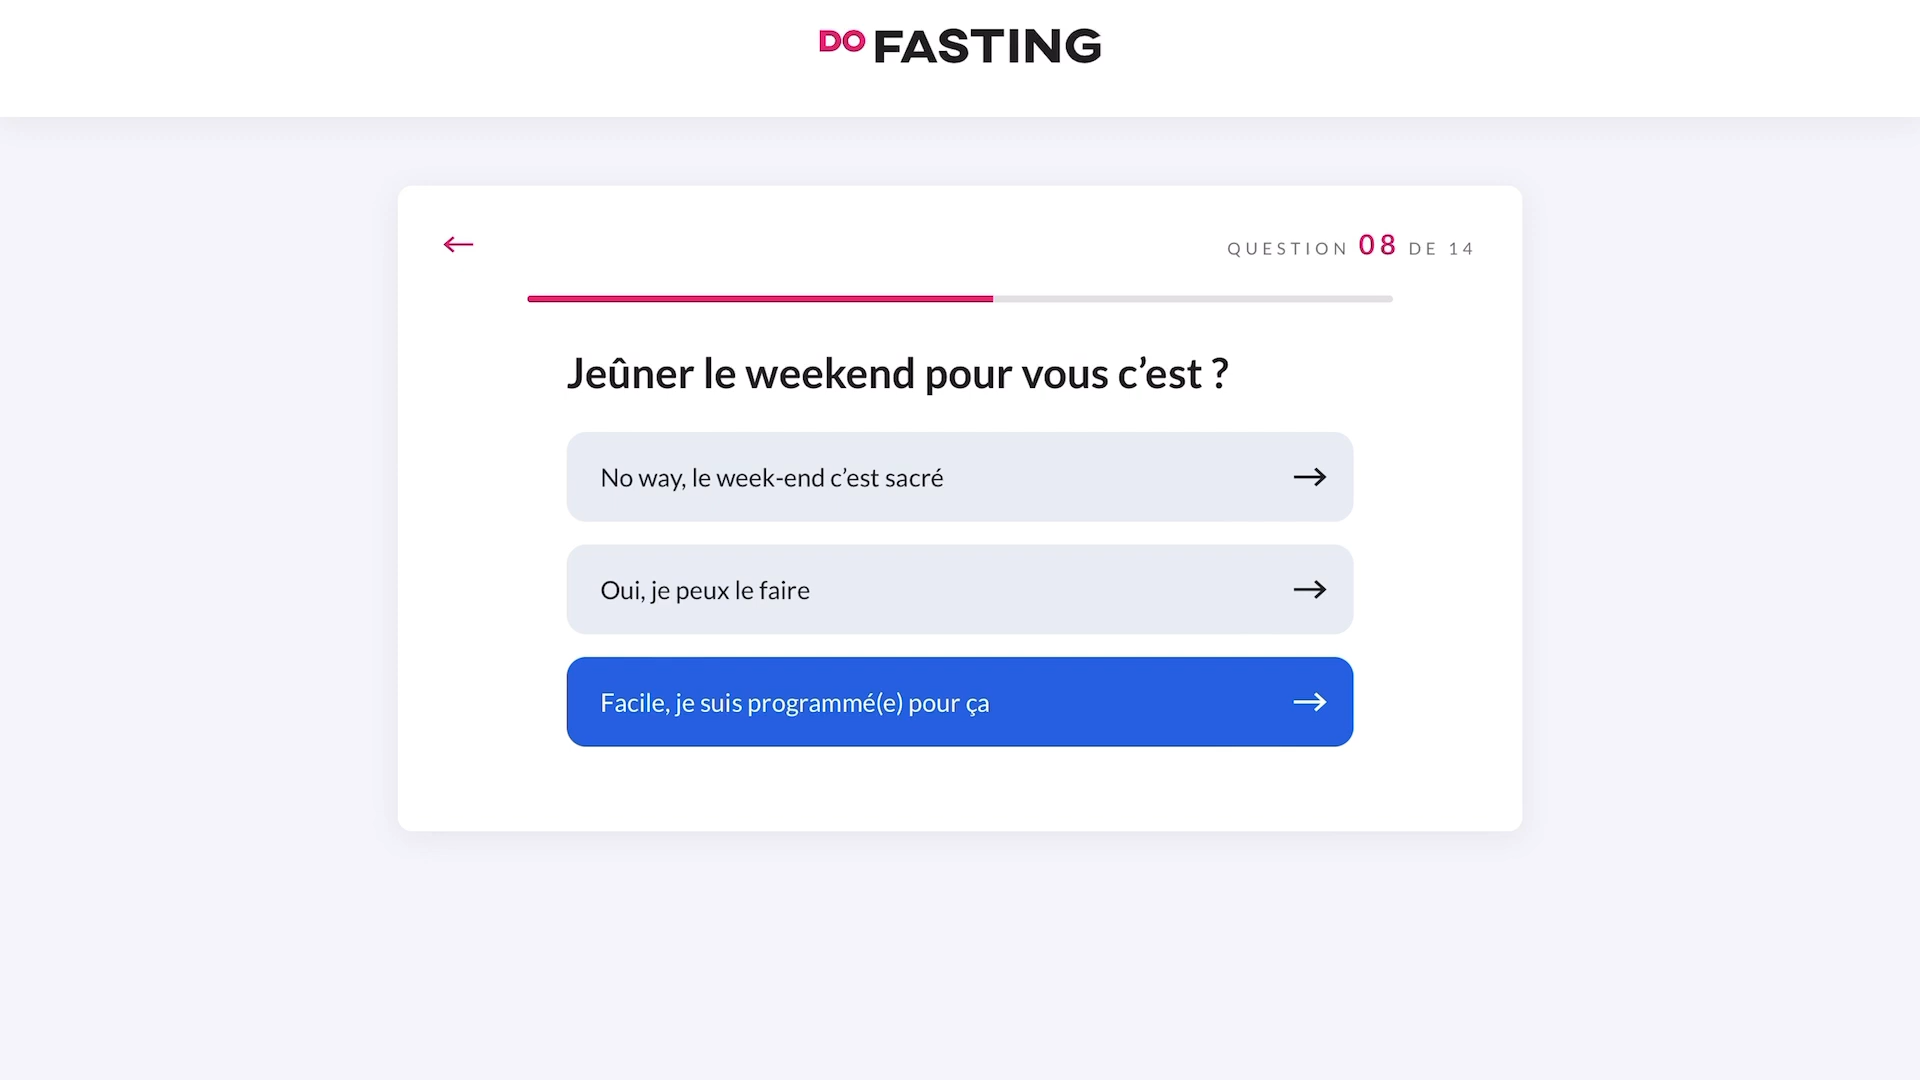 DO FASTING
QUESTION 08 DE 14
Jeûner le weekend pour vous c’est ?
No way, le week-end c’est sacré
Oui, je peux le faire
Facile, je suis programmé(e) pour ça